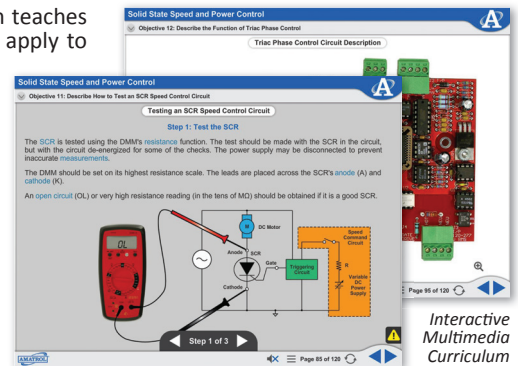 n teaches
apply to
Solid State Speed and Power Control
Objective 12: Describe the Function of Triac Phase Control
Triac Phase Control Circuit Description
Page 95 of 120
Solid State Speed and Power Control
Objective 11: Describe How to Test an SCR Speed Control Circuit
Testing an SCR Speed Control Circuit
Step 1: Test the SCR
The SCR is tested using the DMM's resistance function. The test should be made with the SCR in the circuit,
but with the circuit de-energized for some of the checks. The power supply may be disconnected to prevent
inaccurate measurements.
The DMM should be set on its highest resistance scale. The leads are placed across the SCR's anode (A) and
cathode (K).
An open circuit (OL) or very high resistance reading (in the tens of MΩ) should be obtained if it is a good SCR.
OL
M
DC Motor
Anode
SCR
Gate
Cathode
Triggering
Circuit
Speed
Command
Circuit
R
Variable
DC
Power
Supply
Step 1 of 3
AMATROL
Page 85 of 120
Interactive
Multimedia
Curriculum